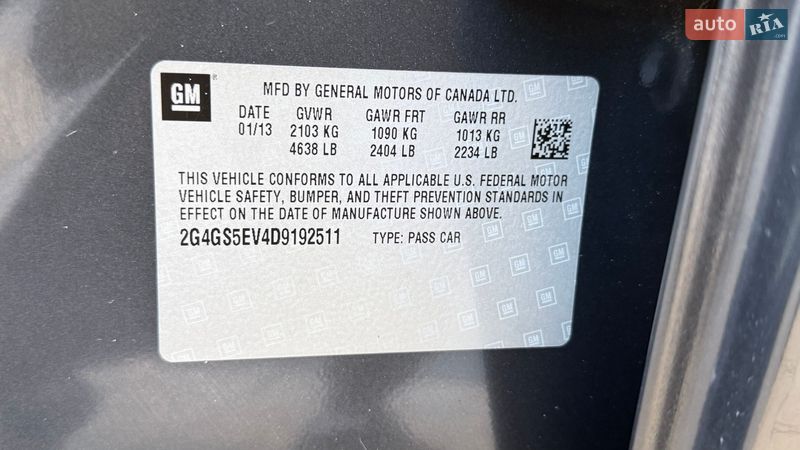 auto RIA .com
GM ®
MFD BY GENERAL MOTORS OF CANADA LTD.
DATE GVWR GAWR FRT GAWR RR
01/13 2103 KG 1090 KG 1013 KG
4638 LB 2404 LB 2234 LB
THIS VEHICLE CONFORMS TO ALL APPLICABLE U.S. FEDERAL MOTOR
VEHICLE SAFETY, BUMPER, AND THEFT PREVENTION STANDARDS IN
EFFECT ON THE DATE OF MANUFACTURE SHOWN ABOVE.
2G4GS5EV4D9192511 TYPE: PASS CAR